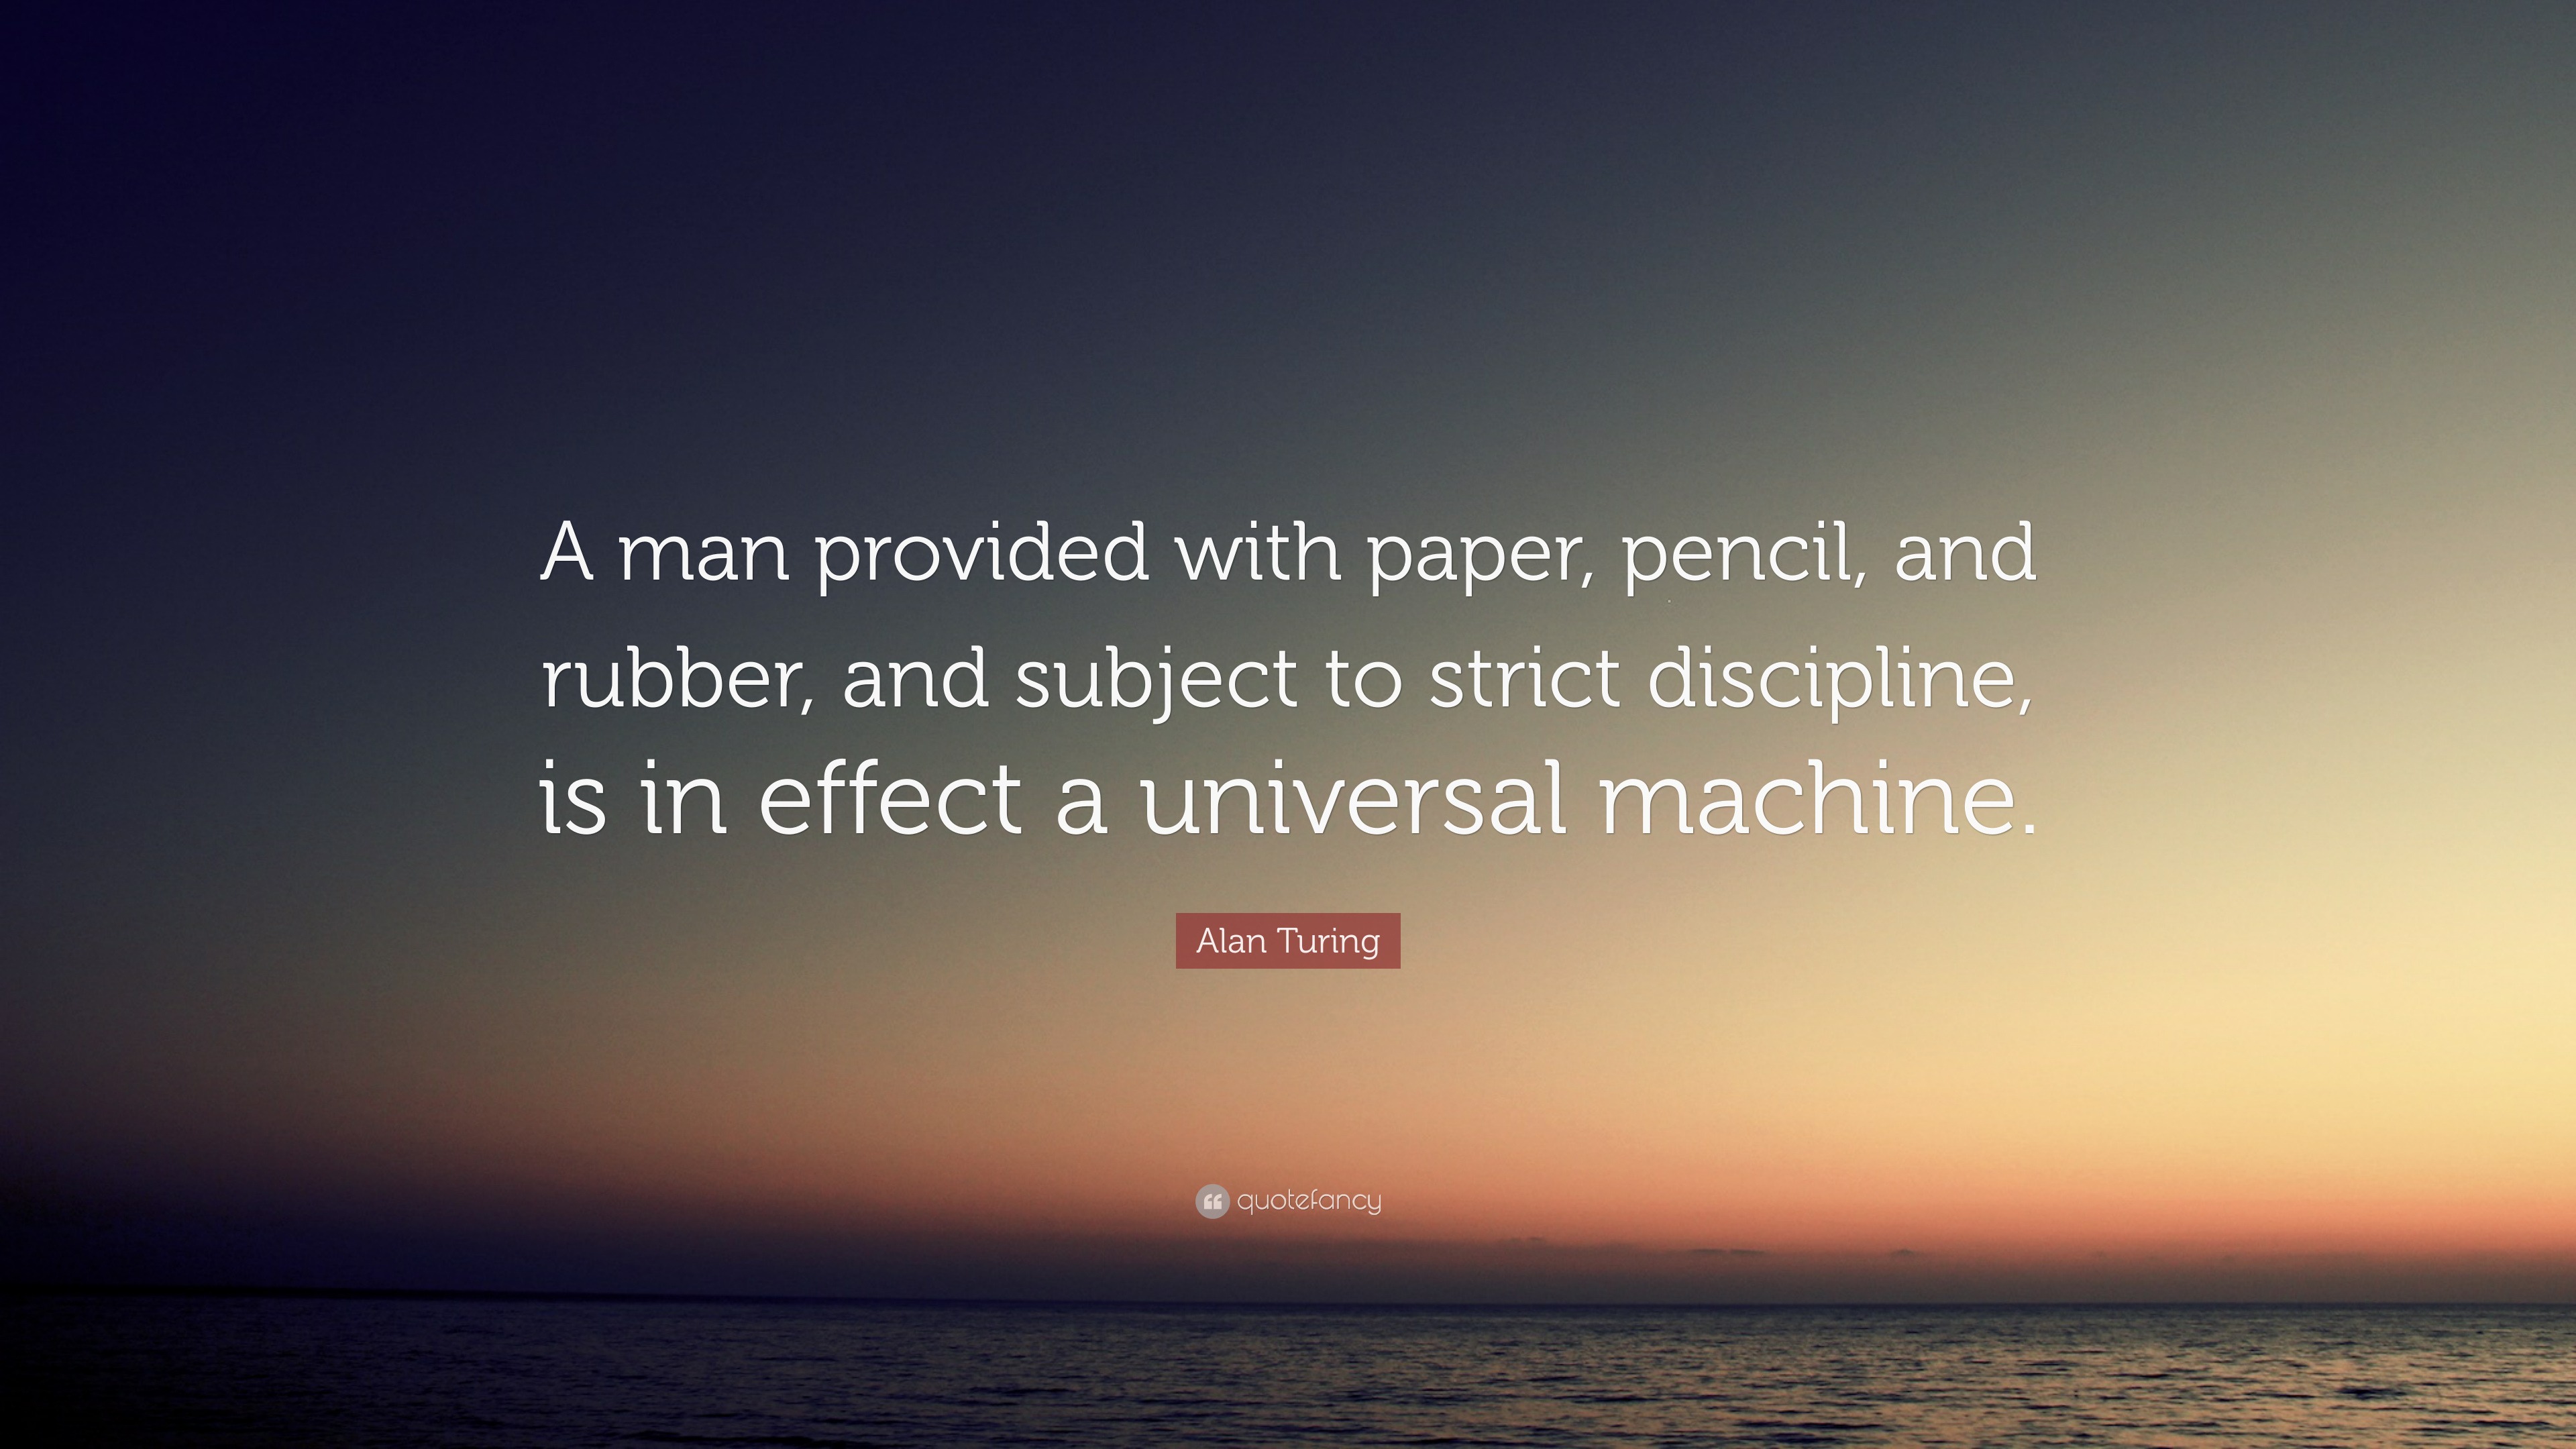 A man provided with paper, pencil, and
rubber, and subject to strict discipline,
is in effect a universal machine.
Alan Turing
quotefancy